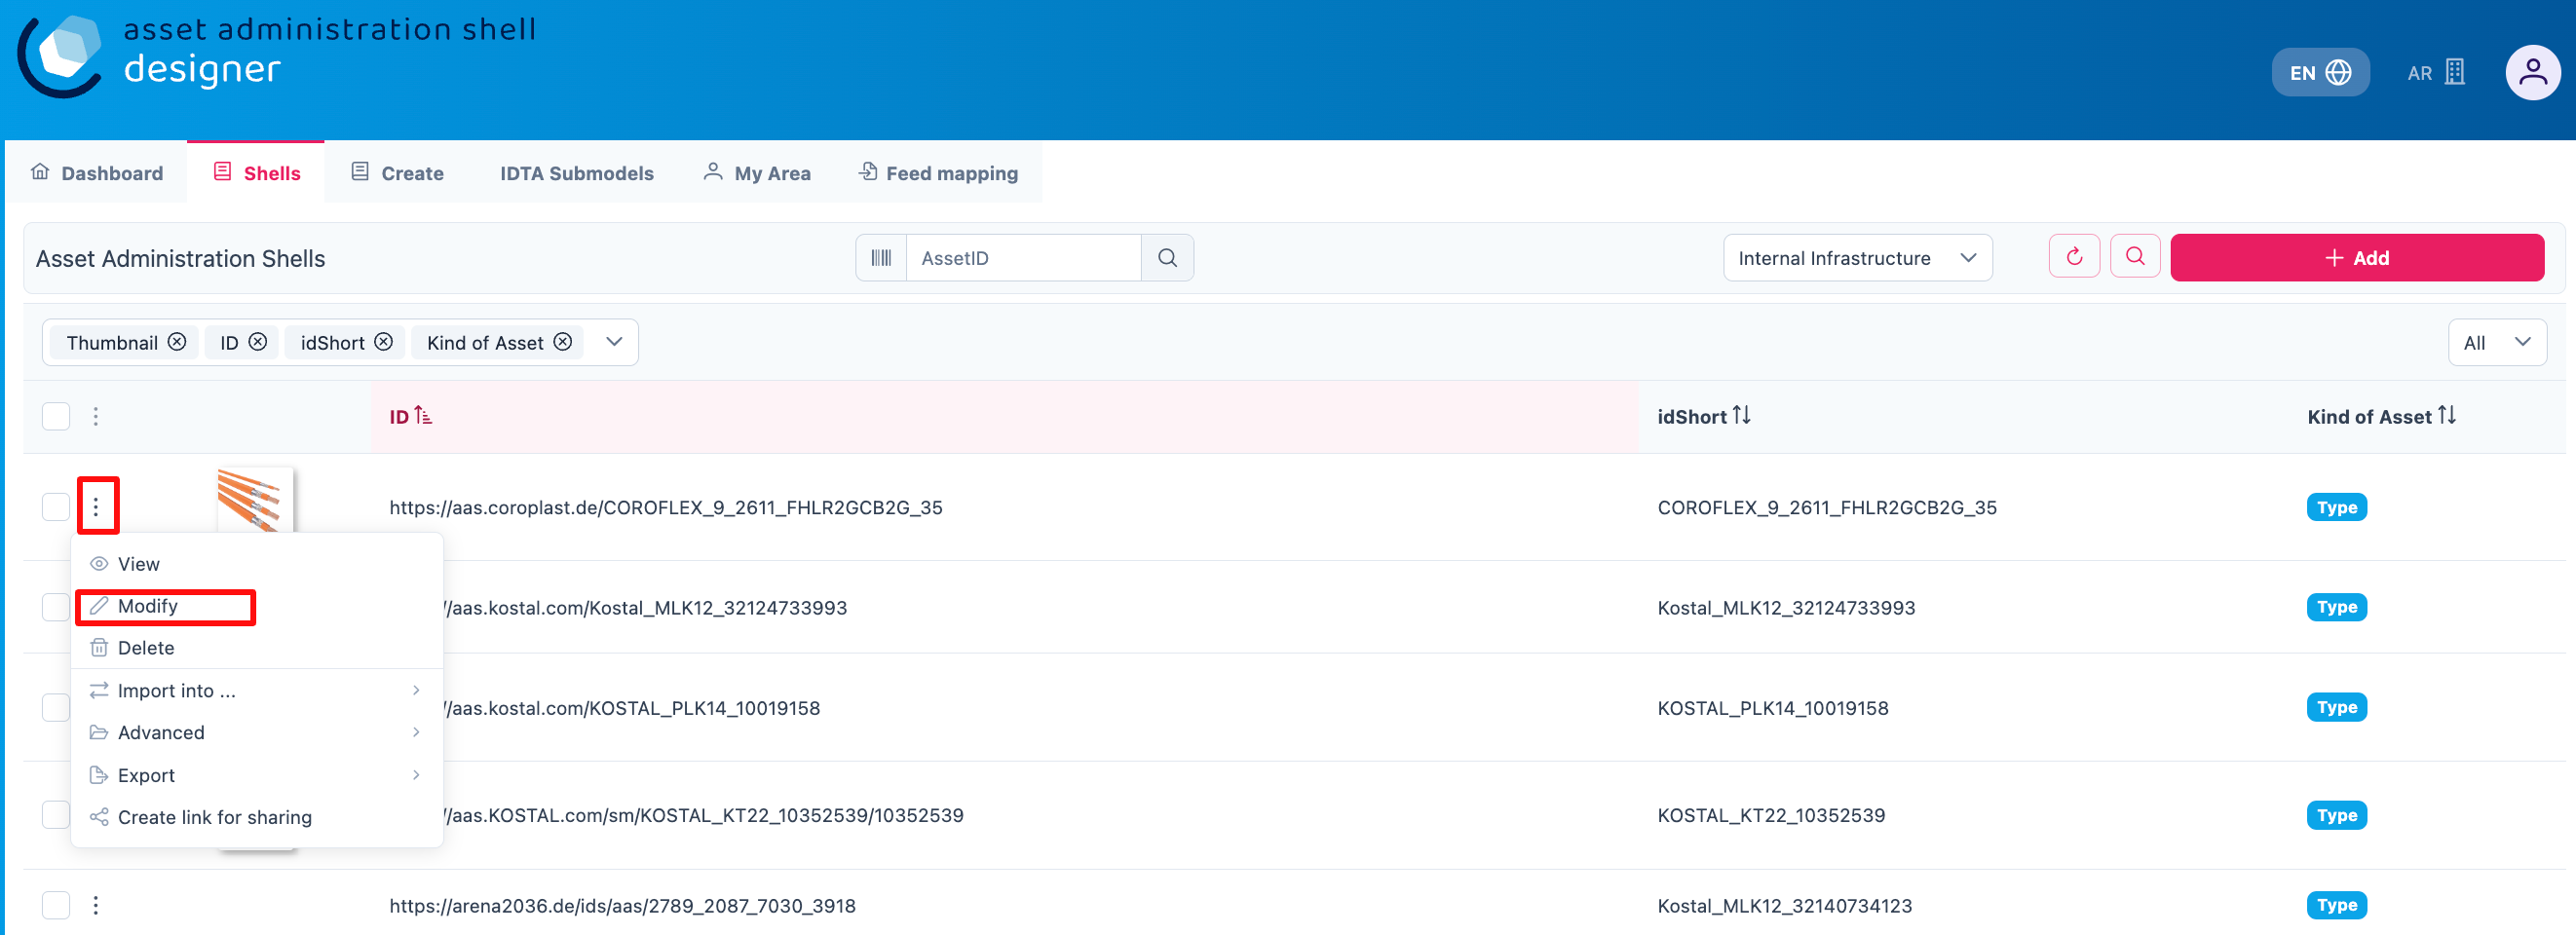 asset administration shell
designer
EN
AR
Dashboard
Shells
Create
IDTA Submodels
My Area
Feed mapping
Asset Administration Shells
AssetID
Internal Infrastructure
Add
Thumbnail
ID
idShort
Kind of Asset
All
ID
idShort
Kind of Asset
https://aas.coroplast.de/COROFLEX_9_2611_FHLR2GCB2G_35
COROFLEX_9_2611_FHLR2GCB2G_35
Type
View
Modify
//aas.kostal.com/Kostal_MLK12_32124733993
Kostal_MLK12_32124733993
Type
Delete
Import into ...
//aas.kostal.com/KOSTAL_PLK14_10019158
KOSTAL_PLK14_10019158
Type
Advanced
Export
Create link for sharing
//aas.KOSTAL.com/sm/KOSTAL_KT22_10352539/10352539
KOSTAL_KT22_10352539
Type
https://arena2036.de/ids/aas/2789_2087_7030_3918
Kostal_MLK12_32140734123
Type